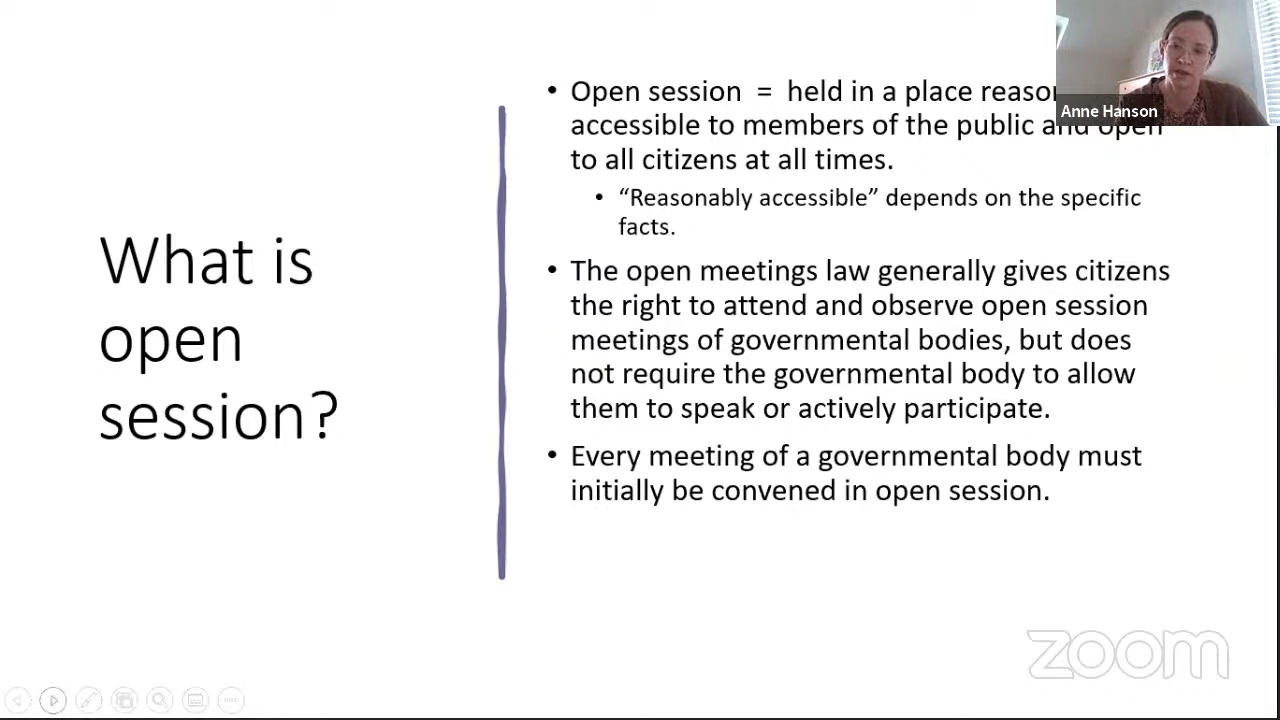 What is
open
session?
• Open session = held in a place
accessible to members of the public and open
to all citizens at all times.
• “Reasonably accessible” depends on the specific
facts.
• The open meetings law generally gives citizens
the right to attend and observe open session
meetings of governmental bodies, but does
not require the governmental body to allow
them to speak or actively participate.
• Every meeting of a governmental body must
initially be convened in open session.
Anne Hanson
zoom